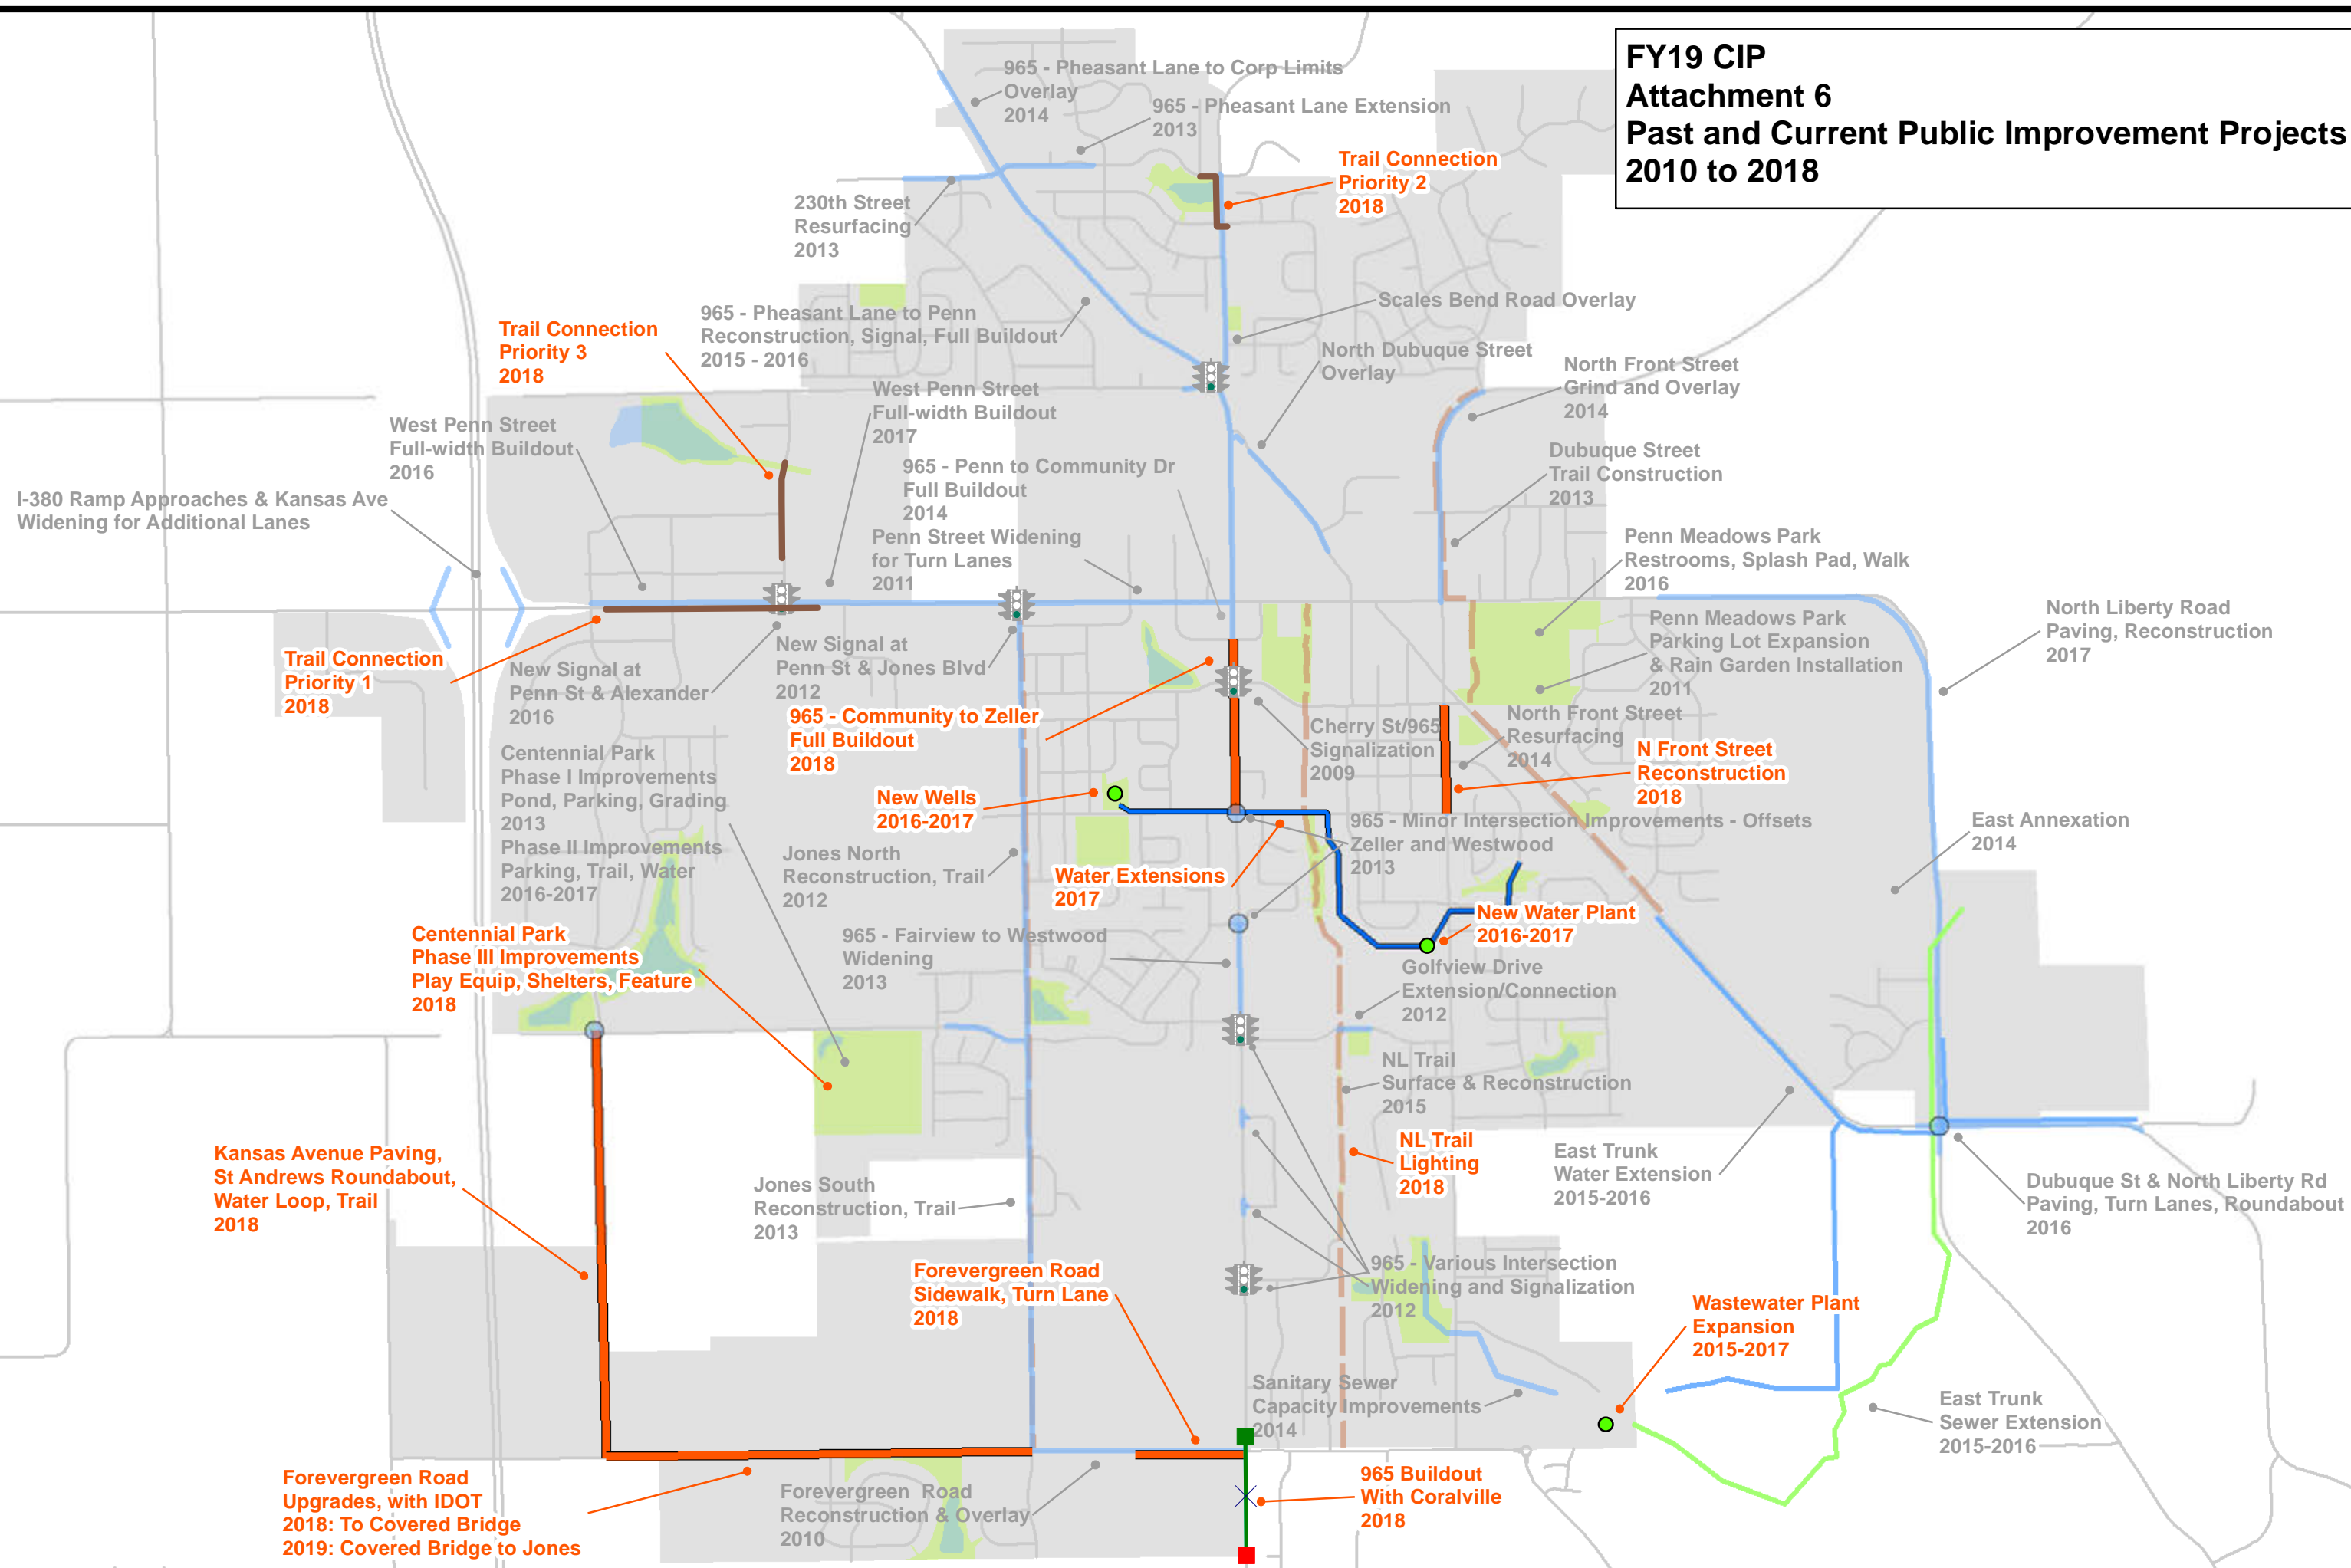 FY19 CIP
Attachment 6
Past and Current Public Improvement Projects
2010 to 2018
965 - Pheasant Lane to Corp Limits
Overlay
2014
965 - Pheasant Lane Extension
2013
Trail Connection
Priority 2
2018
230th Street
Resurfacing
2013
Scales Bend Road Overlay
965 - Pheasant Lane to Penn
Reconstruction, Signal, Full Buildout
2015 - 2016
Trail Connection
Priority 3
2018
North Dubuque Street
Overlay
North Front Street
Grind and Overlay
2014
West Penn Street
Full-width Buildout
2017
West Penn Street
Full-width Buildout
2016
965 - Penn to Community Dr
Full Buildout
2014
Dubuque Street
Trail Construction
2013
I-380 Ramp Approaches & Kansas Ave
Widening for Additional Lanes
Penn Street Widening
for Turn Lanes
2011
Penn Meadows Park
Restrooms, Splash Pad, Walk
2016
North Liberty Road
Paving, Reconstruction
2017
Penn Meadows Park
Parking Lot Expansion
& Rain Garden Installation
2011
Trail Connection
Priority 1
2018
New Signal at
Penn St & Alexander
2016
New Signal at
Penn St & Jones Blvd
2012
965 - Community to Zeller
Full Buildout
2018
Cherry St/965
Signalization
2009
North Front Street
Resurfacing
2014
N Front Street
Reconstruction
2018
Centennial Park
Phase I Improvements
Pond, Parking, Grading
2013
Phase II Improvements
Parking, Trail, Water
2016-2017
New Wells
2016-2017
965 - Minor Intersection Improvements - Offsets
Zeller and Westwood
2013
East Annexation
2014
Jones North
Reconstruction, Trail
2012
Water Extensions
2017
New Water Plant
2016-2017
Centennial Park
Phase III Improvements
Play Equip, Shelters, Feature
2018
965 - Fairview to Westwood
Widening
2013
Golfview Drive
Extension/Connection
2012
NL Trail
Surface & Reconstruction
2015
NL Trail
Lighting
2018
Kansas Avenue Paving,
St Andrews Roundabout,
Water Loop, Trail
2018
Jones South
Reconstruction, Trail
2013
East Trunk
Water Extension
2015-2016
Dubuque St & North Liberty Rd
Paving, Turn Lanes, Roundabout
2016
Forevergreen Road
Sidewalk, Turn Lane
2018
965 - Various Intersection
Widening and Signalization
2012
Wastewater Plant
Expansion
2015-2017
Sanitary Sewer
Capacity Improvements
2014
East Trunk
Sewer Extension
2015-2016
Forevergreen Road
Upgrades, with IDOT
2018: To Covered Bridge
2019: Covered Bridge to Jones
Forevergreen Road
Reconstruction & Overlay
2010
965 Buildout
With Coralville
2018